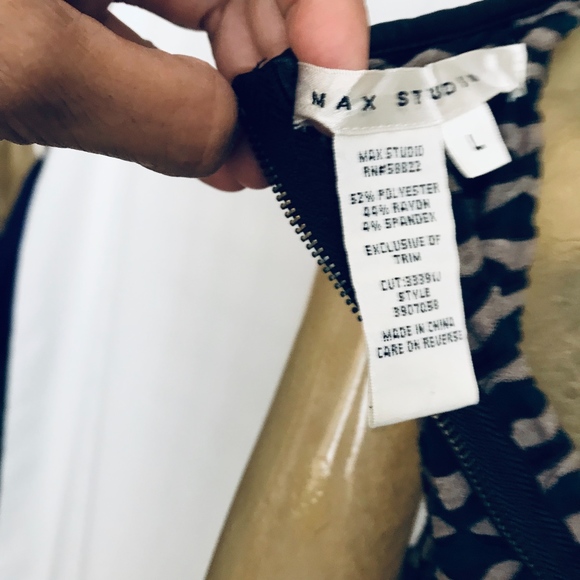 MAX STUDIO
L
MAX STUDIO
RN#58822
52% POLYESTER
44% RAYON
4% SPANDEX
EXCLUSIVE OF
TRIM
CUT:3339W
STYLE
3907D58
MADE IN CHINA
CARE ON REVERSE